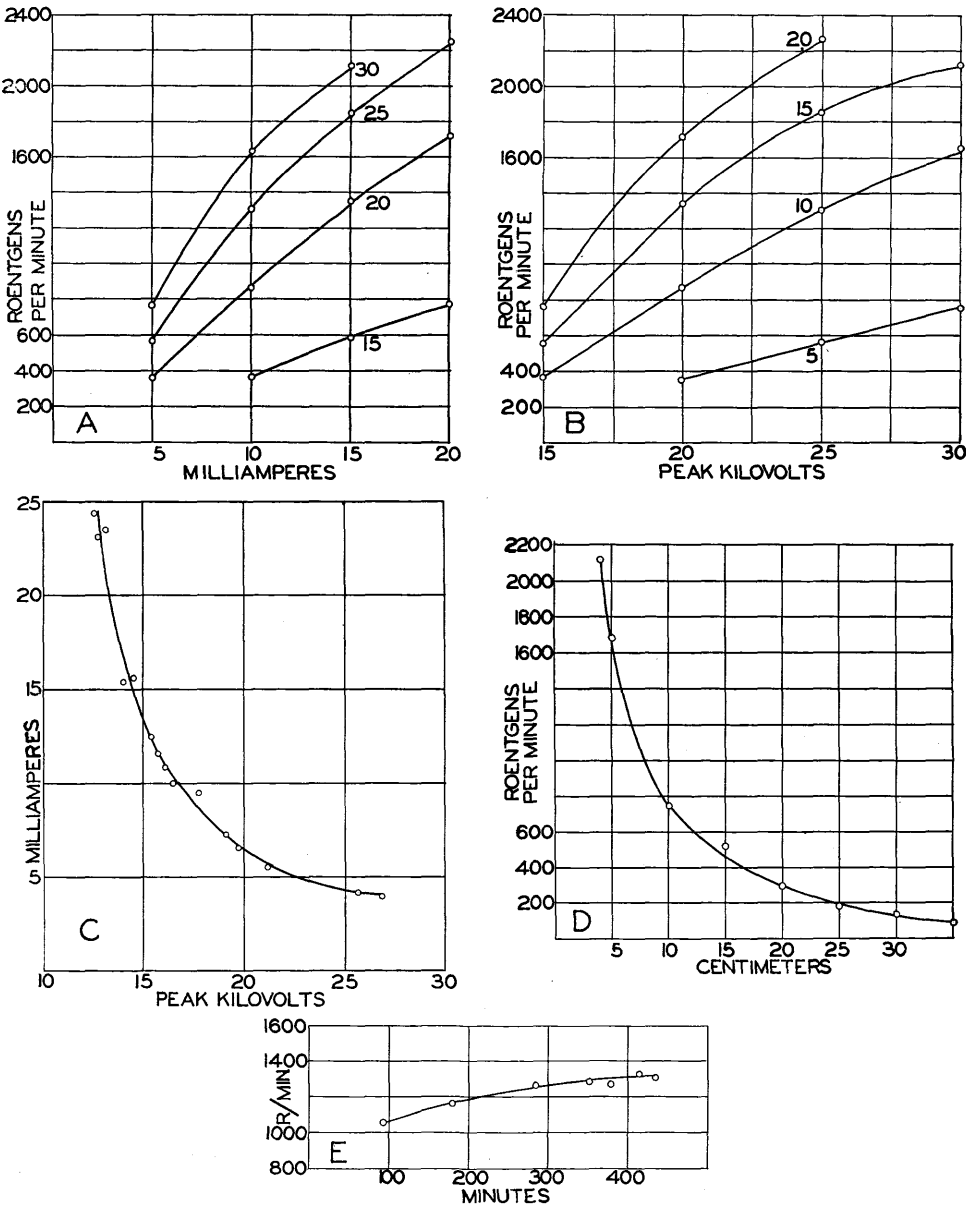 2400
2000
1600
600
400
200
ROENTGENS
PER MINUTE
30
25
20
15
A
5 10 15 20
MILLIAMPERES
2400
2000
1600
600
400
200
ROENTGENS
PER MINUTE
20
15
10
5
B
15 20 25 30
PEAK KILOVOLTS
25
20
15
5
MILLIAMPERES
C
10 15 20 25 30
PEAK KILOVOLTS
2200
2000
1800
1600
600
400
200
ROENTGENS
PER MINUTE
D
5 10 15 20 25 30
CENTIMETERS
1600
1400
1000
800
R/MIN
E
100 200 300 400
MINUTES